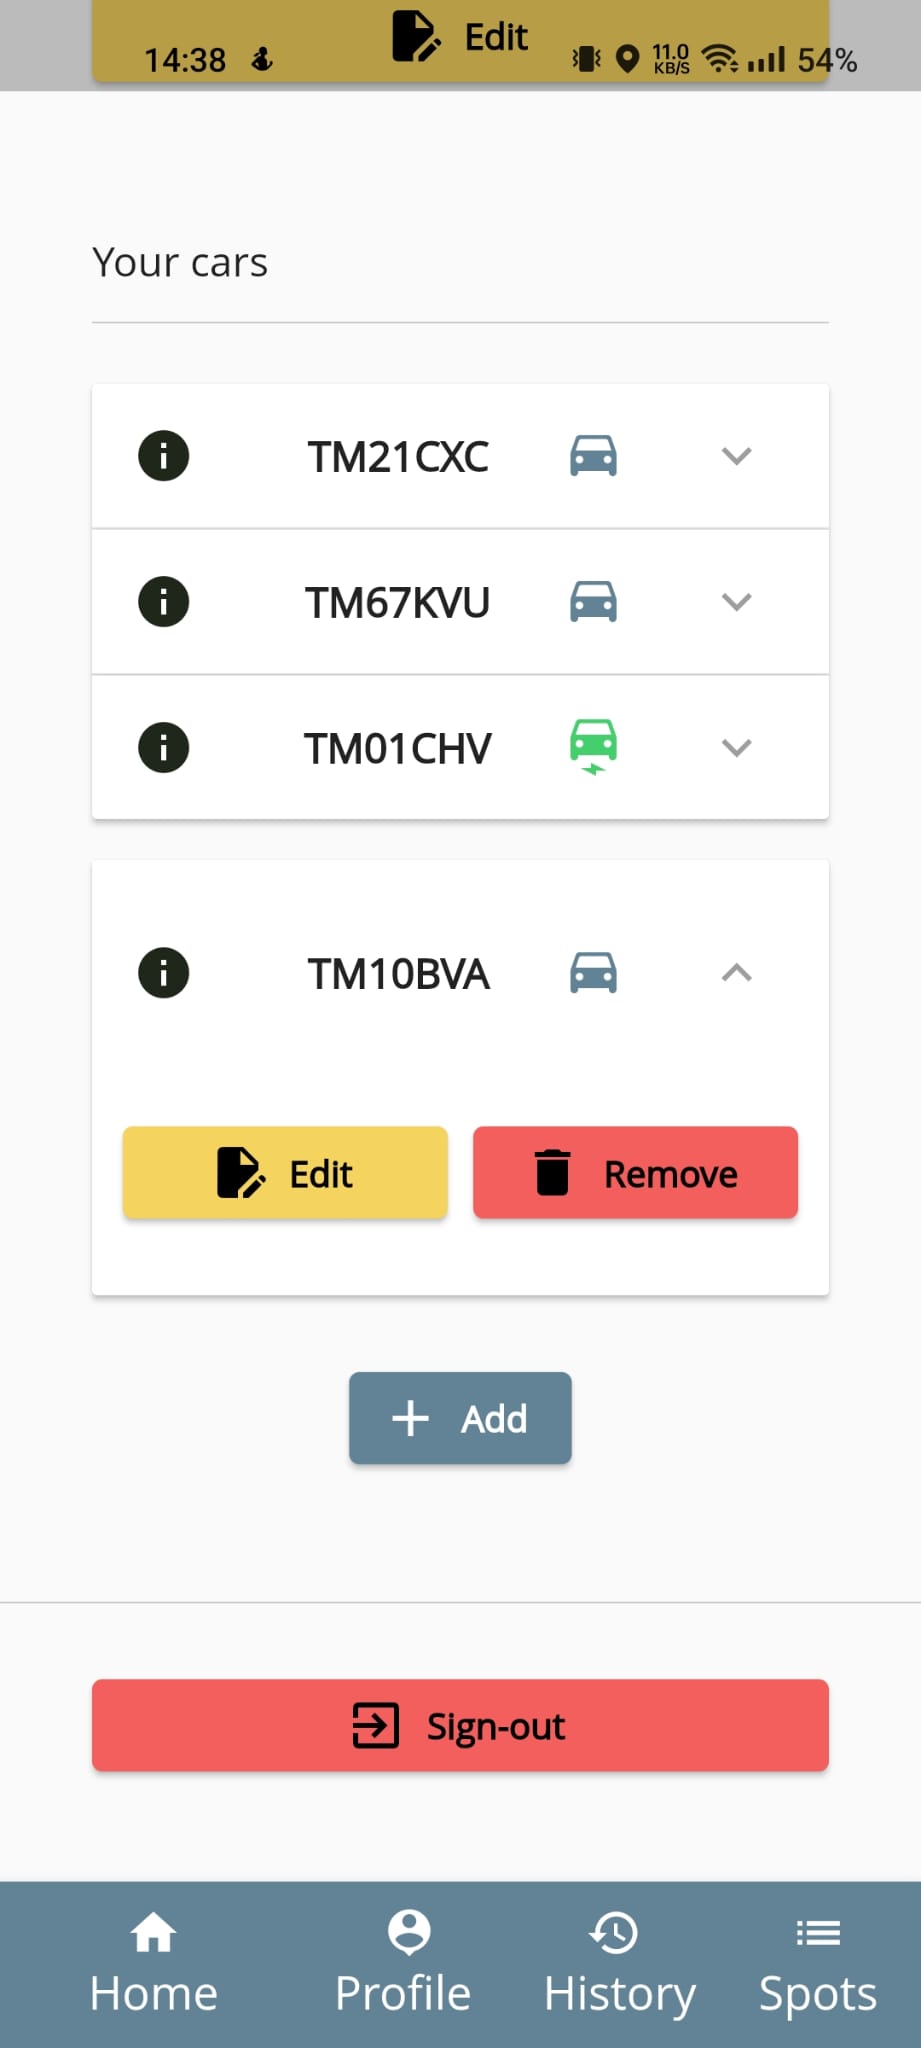 Edit
14:38
11.0
KB/S
54%
Your cars
TM21CXC
TM67KVU
TM01CHV
TM10BVA
Edit
Remove
Add
Sign-out
Home Profile History Spots